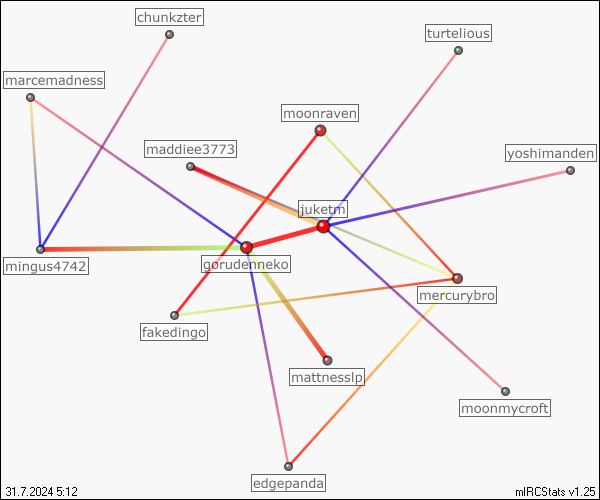 chunkzter
turtelious
marcemadness
moonraven
maddiee3773
yoshimanden
juketm
gorudenneko
mingus4742
mercurybro
fakedingo
mattnesslp
moonmycroft
edgepanda
31.7.2024 5:12
mIRCStats v1.25